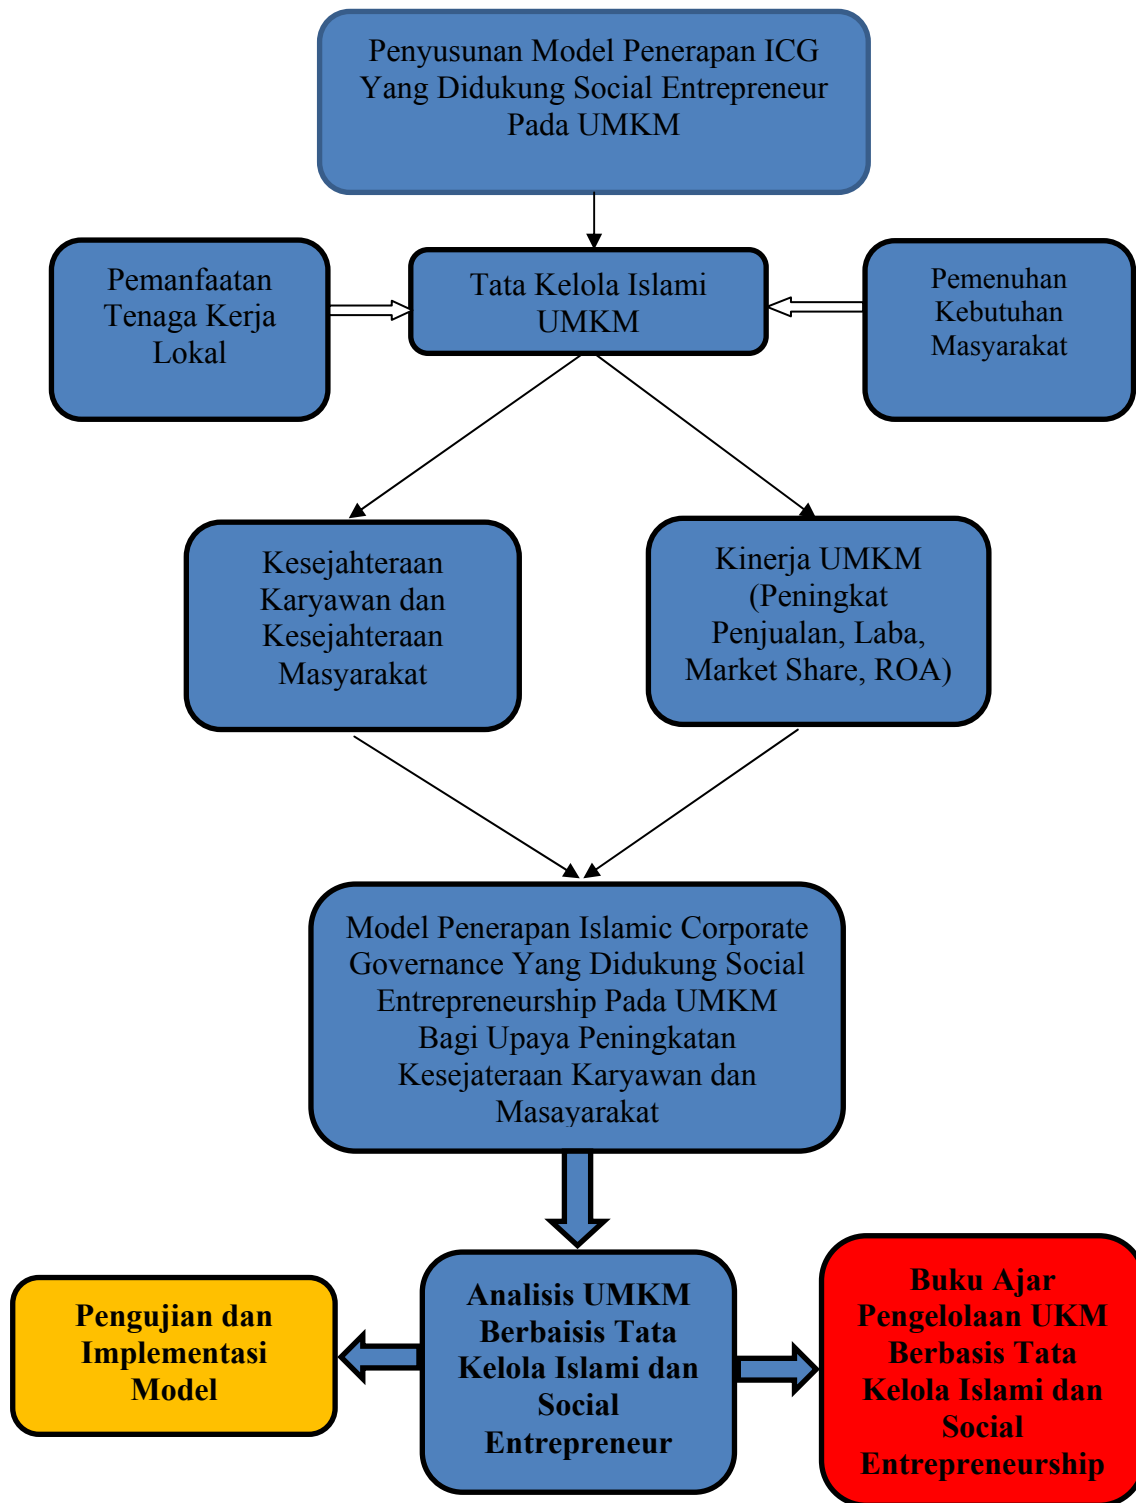 Penyusunan Model Penerapan ICG
Yang Didukung Social Entrepreneur
Pada UMKM
Pemanfaatan
Tenaga Kerja
Lokal
Tata Kelola Islami
UMKM
Pemenuhan
Kebutuhan
Masyarakat
Kesejahteraan
Karyawan dan
Kesejahteraan
Masyarakat
Kinerja UMKM
(Peningkat
Penjualan, Laba,
Market Share, ROA)
Model Penerapan Islamic Corporate
Governance Yang Didukung Social
Entrepreneurship Pada UMKM
Bagi Upaya Peningkatan
Kesejateraan Karyawan dan
Masayarakat
Pengujian dan
Implementasi
Model
Analisis UMKM
Berbaisis Tata
Kelola Islami dan
Social
Entrepreneur
Buku Ajar
Pengelolaan UKM
Berbasis Tata
Kelola Islami dan
Social
Entrepreneurship